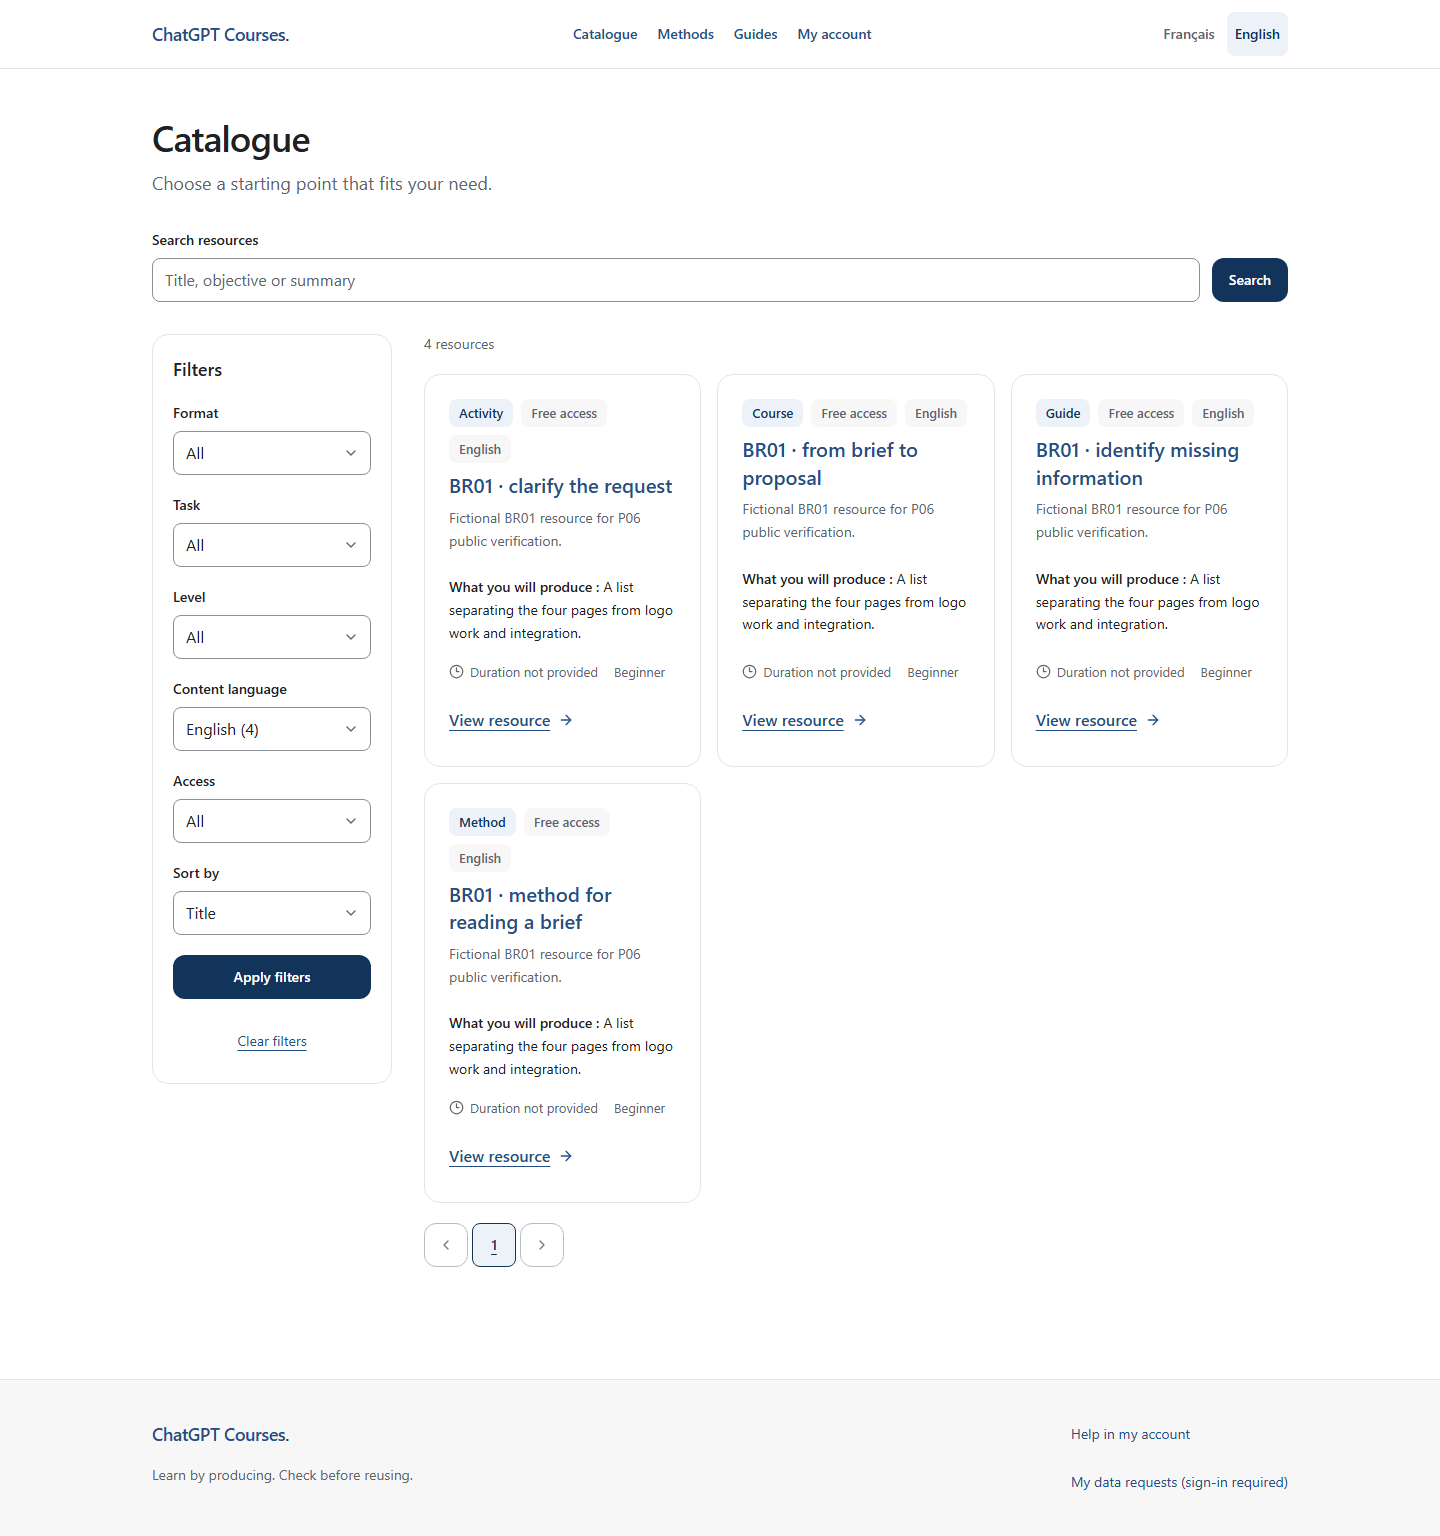 ChatGPT Courses.
Catalogue
Methods
Guides
My account
Français
English
Catalogue
Choose a starting point that fits your need.
Search resources
Title, objective or summary
Search
Filters
Format
All
Task
All
Level
All
Content language
English (4)
Access
All
Sort by
Title
Apply filters
Clear filters
4 resources
Activity
Free access
English
BR01 · clarify the request
Fictional BR01 resource for P06
public verification.
What you will produce : A list
separating the four pages from logo
work and integration.
Duration not provided
Beginner
View resource
Course
Free access
English
BR01 · from brief to
proposal
Fictional BR01 resource for P06
public verification.
What you will produce : A list
separating the four pages from logo
work and integration.
Duration not provided
Beginner
View resource
Guide
Free access
English
BR01 · identify missing
information
Fictional BR01 resource for P06
public verification.
What you will produce : A list
separating the four pages from logo
work and integration.
Duration not provided
Beginner
View resource
Method
Free access
English
BR01 · method for
reading a brief
Fictional BR01 resource for P06
public verification.
What you will produce : A list
separating the four pages from logo
work and integration.
Duration not provided
Beginner
View resource
1
ChatGPT Courses.
Learn by producing. Check before reusing.
Help in my account
My data requests (sign-in required)